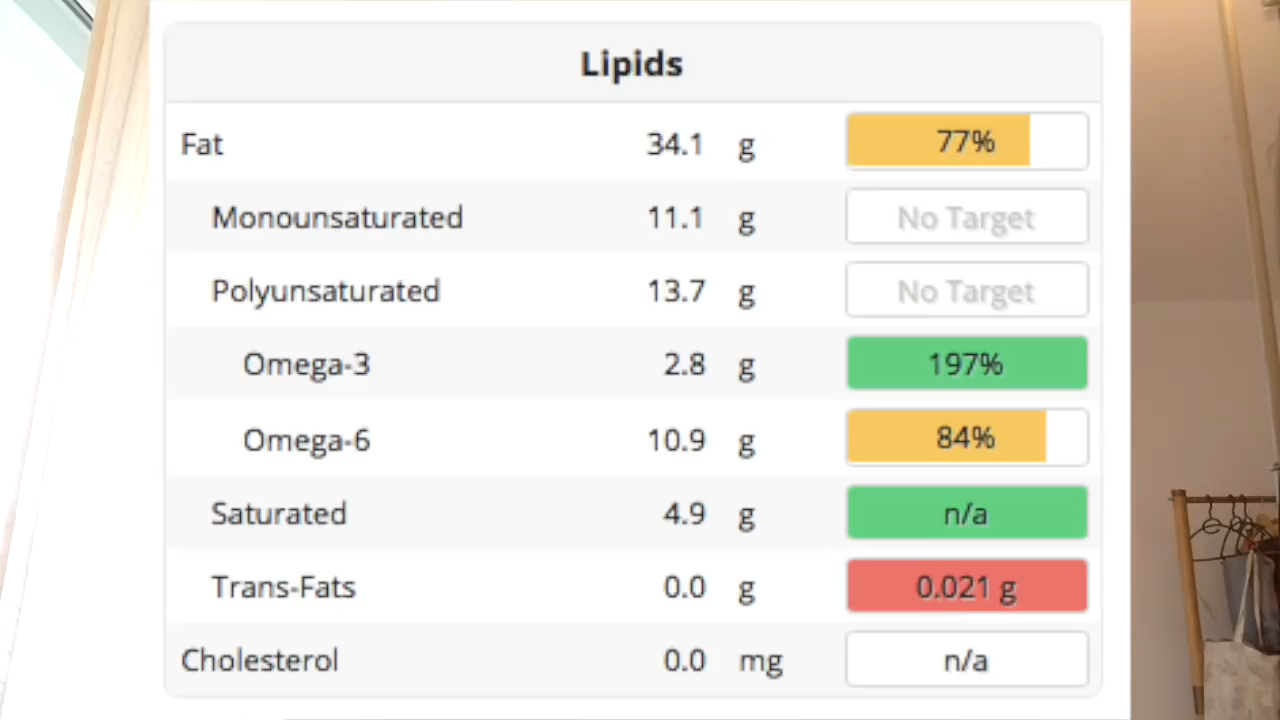 Lipids
Fat 34.1 g 77%
Monounsaturated 11.1 g No Target
Polyunsaturated 13.7 g No Target
Omega-3 2.8 g 197%
Omega-6 10.9 g 84%
Saturated 4.9 g n/a
Trans-Fats 0.0 g 0.021 g
Cholesterol 0.0 mg n/a